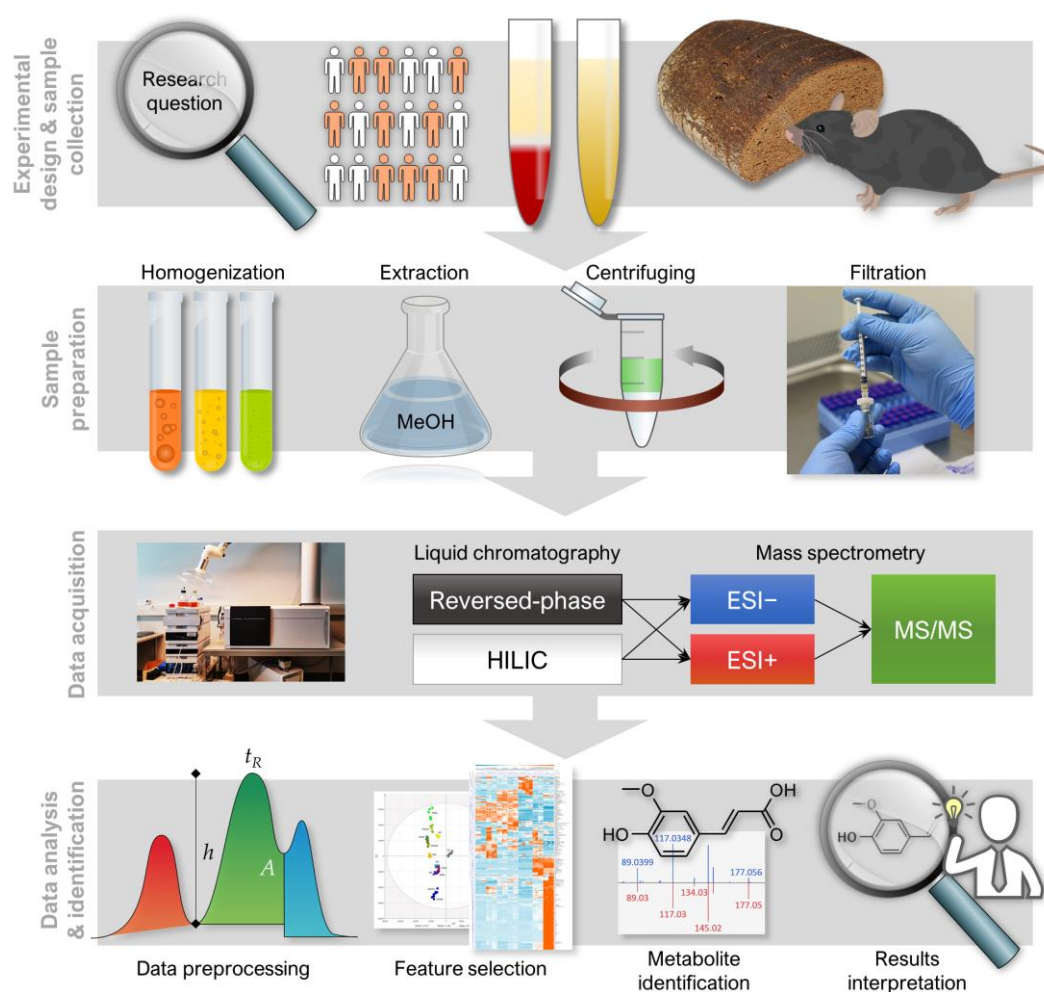 Experimental
design & sample
collection
Research
question
Homogenization
Extraction
Centrifuging
Filtration
Sample
preparation
MeOH
Data acquisition
Liquid chromatography
Mass spectrometry
Reversed-phase
HILIC
ESI−
ESI+
MS/MS
Data analysis
& identification
tR
h
A
Data preprocessing
Feature selection
O
HO
OH
O
117.0348
89.0399
177.056
89.03
134.03
177.05
117.03
145.02
Metabolite
identification
O
HO
Results
interpretation